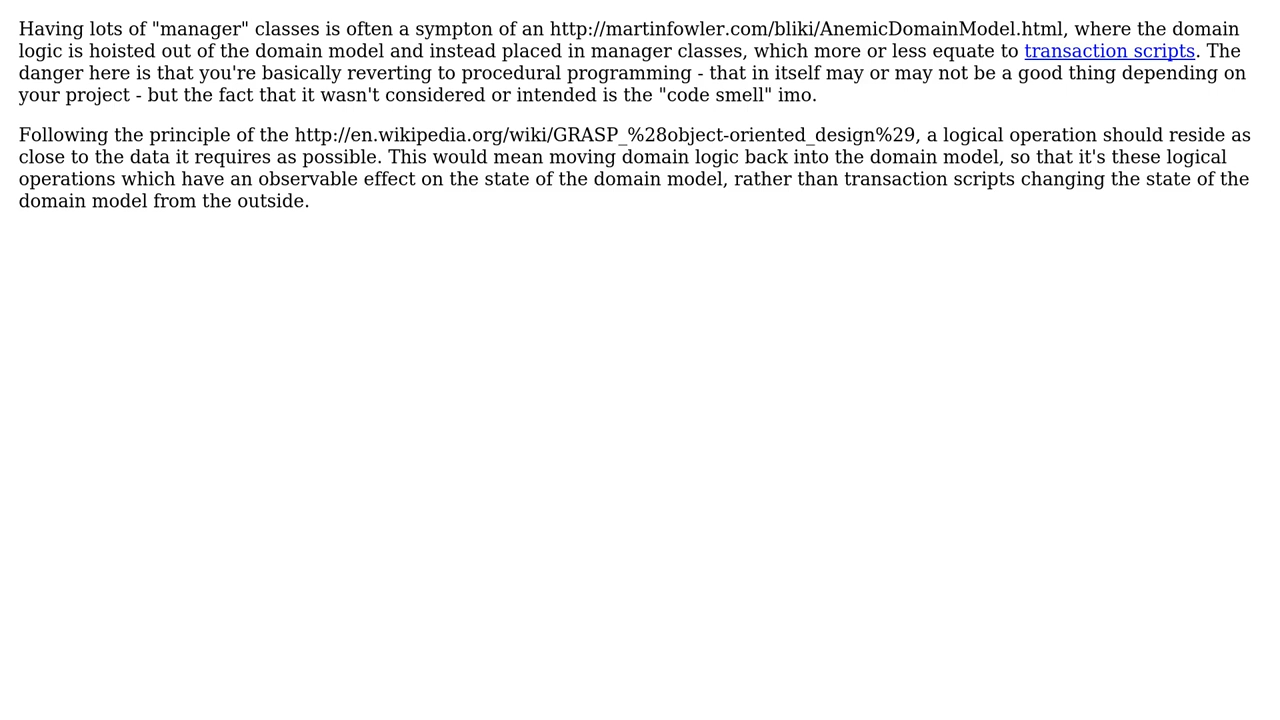 Having lots of "manager" classes is often a sympton of an http://martinfowler.com/bliki/AnemicDomainModel.html, where the domain
logic is hoisted out of the domain model and instead placed in manager classes, which more or less equate to transaction scripts. The
danger here is that you're basically reverting to procedural programming - that in itself may or may not be a good thing depending on
your project - but the fact that it wasn't considered or intended is the "code smell" imo.
Following the principle of the http://en.wikipedia.org/wiki/GRASP_%28object-oriented_design%29, a logical operation should reside as
close to the data it requires as possible. This would mean moving domain logic back into the domain model, so that it's these logical
operations which have an observable effect on the state of the domain model, rather than transaction scripts changing the state of the
domain model from the outside.